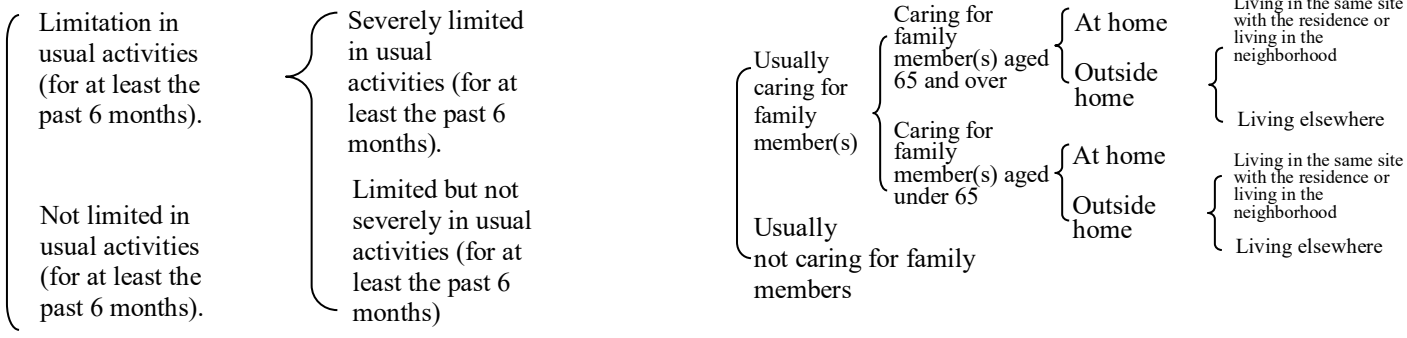 Limitation in
usual activities
(for at least the
past 6 months).
Not limited in
usual activities
(for at least the
past 6 months).
Severely limited
in usual
activities (for at
least the past 6
months).
Limited but not
severely in usual
activities (for at
least the past 6
months)
Usually
caring for
family
member(s)
Usually
not caring for family
members
Caring for
family
member(s) aged
65 and over
Caring for
family
member(s) aged
under 65
At home
Outside
home
At home
Outside
home
Living in the same site
with the residence or
living in the
neighborhood
Living elsewhere
Living in the same site
with the residence or
living in the
neighborhood
Living elsewhere